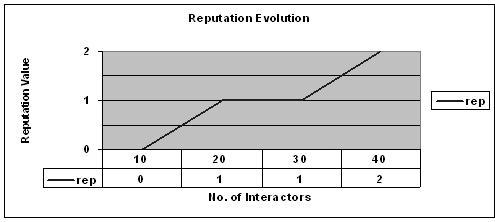 Reputation Evolution
Reputation Value
2
1
0
10 20 30 40
rep 0 1 1 2
No. of Interactors
rep